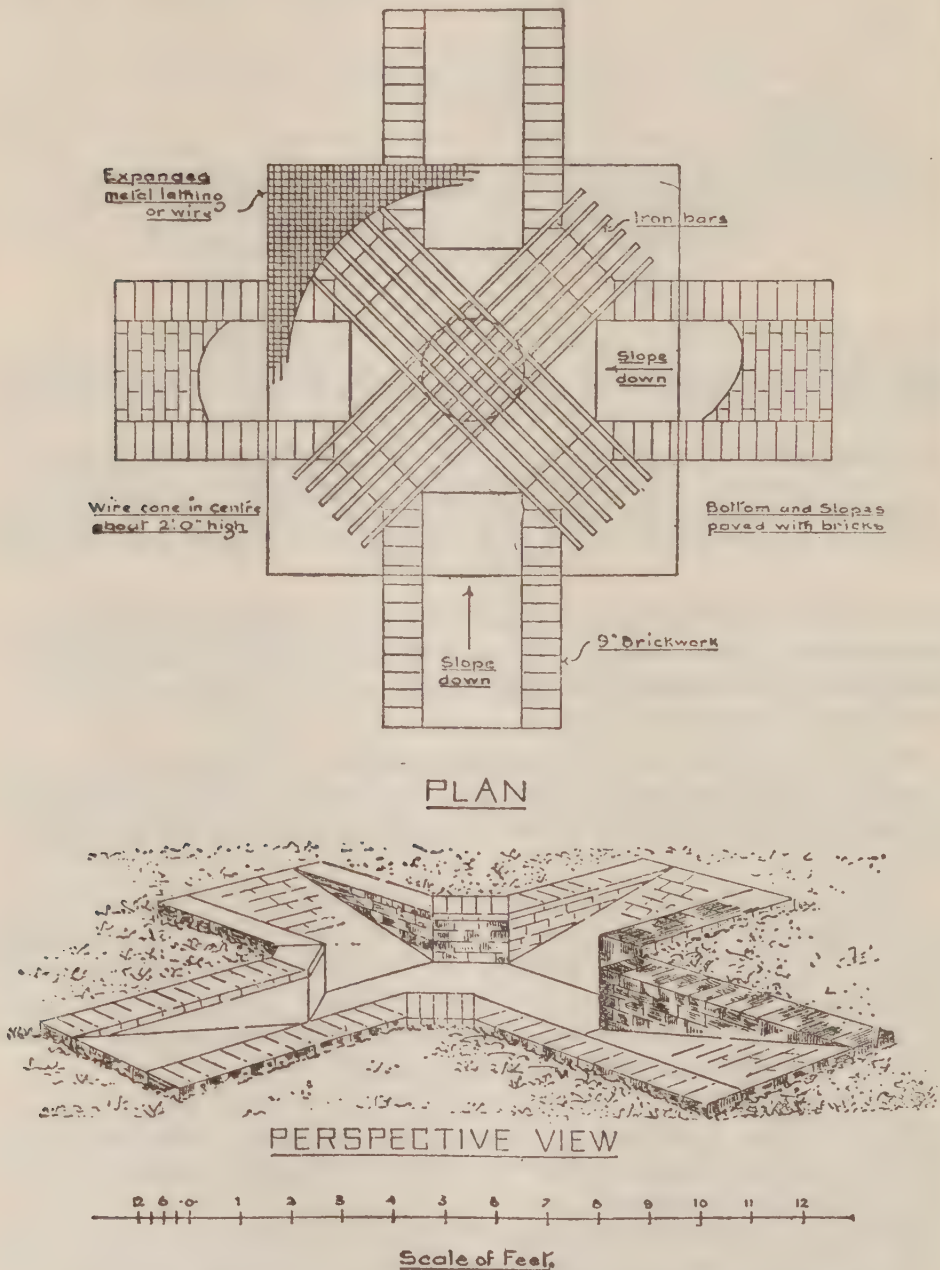 Expanded
metal lathing
or wire
Iron bars
Slope
down
Wire cone in centre
about 2'.0" high
Bottom and Slopes
paved with bricks
9" Brickwork
Slope
down
PLAN
PERSPECTIVE VIEW
12 6 0 1 2 3 4 5 6 7 8 9 10 11 12
Scale of Feet.